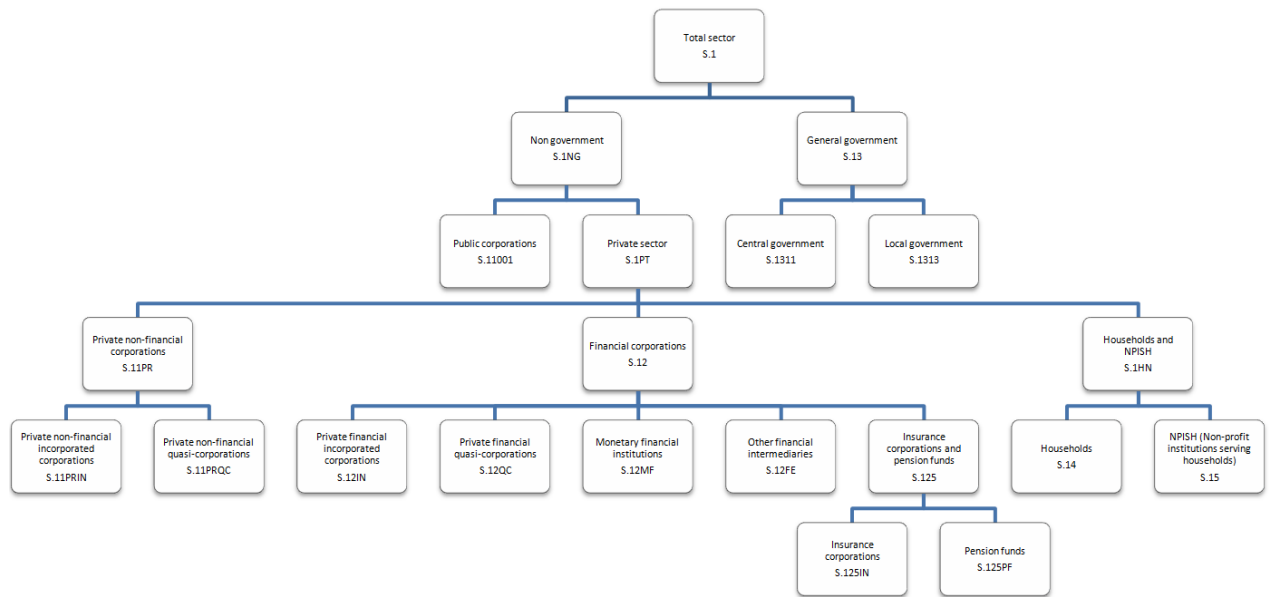 Total sector
S.1
Non government
S.1NG
General government
S.13
Public corporations
S.11001
Private sector
S.1PT
Central government
S.1311
Local government
S.1313
Private non-financial
corporations
S.11PR
Financial corporations
S.12
Households and
NPISH
S.1HN
Private non-financial
incorporated
corporations
S.11PRIN
Private non-financial
quasi-corporations
S.11PRQC
Private financial
incorporated
corporations
S.12IN
Private financial
quasi-corporations
S.12QC
Monetary financial
institutions
S.12MF
Other financial
intermediaries
S.12FE
Insurance
corporations and
pension funds
S.125
Households
S.14
NPISH (Non-profit
institutions serving
households)
S.15
Insurance
corporations
S.125IN
Pension funds
S.125PF